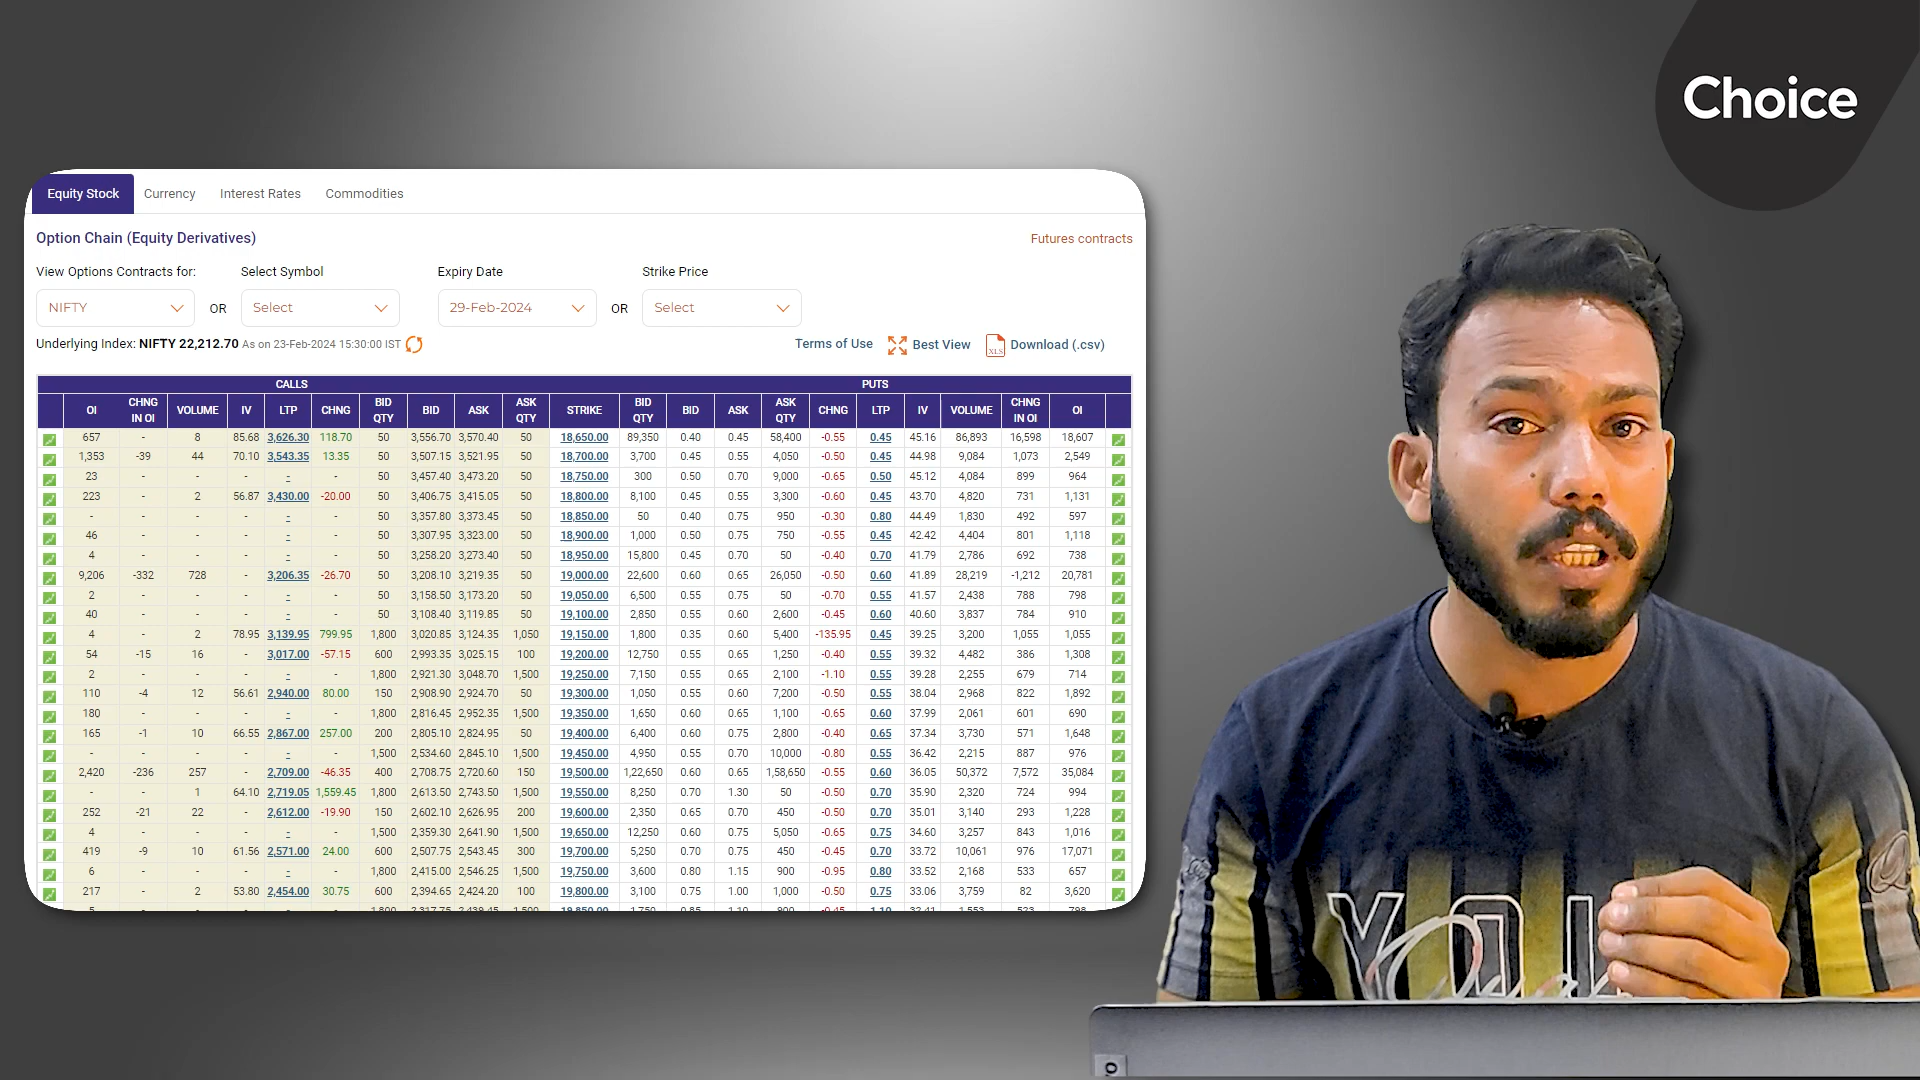 Choice
Equity Stock Currency Interest Rates Commodities
Option Chain (Equity Derivatives) Futures contracts
View Options Contracts for: Select Symbol Expiry Date Strike Price
NIFTY OR Select 29-Feb-2024 OR Select
Underlying Index: NIFTY 22,212.70 As on 23-Feb-2024 15:30:00 IST Terms of Use Best View XLS Download (.csv)
CALLS PUTS
OI CHNG IN OI VOLUME IV LTP CHNG BID QTY BID ASK ASK QTY STRIKE BID QTY BID ASK ASK QTY CHNG LTP IV VOLUME CHNG IN OI OI
657 - 8 85.68 3,626.30 118.70 50 3,556.70 3,570.40 50 18,650.00 89,350 0.40 0.45 58,400 -0.55 0.45 45.16 86,893 16,598 18,607
1,353 -39 44 70.10 3,543.35 13.35 50 3,507.15 3,521.95 50 18,700.00 3,700 0.45 0.55 4,050 -0.50 0.45 44.98 9,084 1,073 2,549
23 - - - - - 50 3,457.40 3,473.20 50 18,750.00 300 0.50 0.70 9,000 -0.65 0.50 45.12 4,084 899 964
223 - 2 56.87 3,430.00 -20.00 50 3,406.75 3,415.05 50 18,800.00 8,100 0.45 0.55 3,300 -0.60 0.45 43.70 4,820 731 1,131
- - - - - - 50 3,357.80 3,373.45 50 18,850.00 50 0.40 0.75 950 -0.30 0.80 44.49 1,830 492 597
46 - - - - - 50 3,307.95 3,323.00 50 18,900.00 1,000 0.50 0.75 750 -0.55 0.45 42.42 4,404 801 1,118
4 - - - - - 50 3,258.20 3,273.40 50 18,950.00 15,800 0.45 0.70 50 -0.40 0.70 41.79 2,786 692 738
9,206 -332 728 - 3,206.35 -26.70 50 3,208.10 3,219.35 50 19,000.00 22,600 0.60 0.65 26,050 -0.50 0.60 41.89 28,219 -1,212 20,781
2 - - - - - 50 3,158.50 3,173.20 50 19,050.00 6,500 0.55 0.75 50 -0.70 0.55 41.57 2,438 788 798
40 - - - - - 50 3,108.40 3,119.85 50 19,100.00 2,850 0.55 0.60 2,600 -0.45 0.60 40.60 3,837 784 910
4 - 2 78.95 3,139.95 799.95 1,800 3,020.85 3,124.35 1,050 19,150.00 1,800 0.35 0.60 5,400 -135.95 0.45 39.25 3,200 1,055 1,055
54 -15 16 - 3,017.00 -57.15 600 2,993.35 3,025.15 100 19,200.00 12,750 0.55 0.65 1,250 -0.40 0.55 39.32 4,482 386 1,308
2 - - - - - 1,800 2,921.30 3,048.70 1,500 19,250.00 7,150 0.55 0.65 2,100 -1.10 0.55 39.28 2,255 679 714
110 -4 12 56.61 2,940.00 80.00 150 2,908.90 2,924.70 50 19,300.00 1,050 0.55 0.60 7,200 -0.50 0.55 38.04 2,968 822 1,892
180 - - - - - 1,800 2,816.45 2,952.35 1,500 19,350.00 1,650 0.60 0.65 1,100 -0.65 0.60 37.99 2,061 601 690
165 -1 10 66.55 2,867.00 257.00 200 2,805.10 2,824.95 50 19,400.00 6,400 0.60 0.75 2,800 -0.40 0.65 37.34 3,730 571 1,648
- - - - - - 1,500 2,534.60 2,845.10 1,500 19,450.00 4,950 0.55 0.70 10,000 -0.80 0.55 36.42 2,215 887 976
2,420 -236 257 - 2,709.00 -46.35 400 2,708.75 2,720.60 150 19,500.00 1,22,650 0.60 0.65 1,58,650 -0.55 0.60 36.05 50,372 7,572 35,084
- - 1 64.10 2,719.05 1,559.45 1,800 2,613.50 2,743.50 1,500 19,550.00 8,250 0.70 1.30 50 -0.50 0.70 35.90 2,320 724 994
252 -21 22 - 2,612.00 -19.90 150 2,602.10 2,626.95 200 19,600.00 2,350 0.65 0.70 450 -0.50 0.70 35.01 3,140 293 1,228
4 - - - - - 1,500 2,359.30 2,641.90 1,500 19,650.00 12,250 0.60 0.75 5,050 -0.65 0.75 34.60 3,257 843 1,016
419 -9 10 61.56 2,571.00 24.00 600 2,507.75 2,543.45 300 19,700.00 5,250 0.70 0.75 450 -0.45 0.70 33.72 10,061 976 17,071
6 - - - - - 1,800 2,415.00 2,546.25 1,500 19,750.00 3,600 0.80 1.15 900 -0.95 0.80 33.52 2,168 533 657
217 - 2 53.80 2,454.00 30.75 600 2,394.65 2,424.20 100 19,800.00 3,100 0.75 1.00 1,000 -0.50 0.75 33.06 3,759 82 3,620